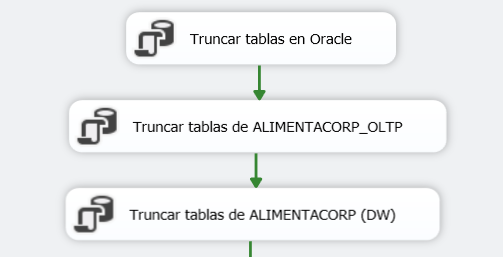 Truncar tablas en Oracle
Truncar tablas de ALIMENTACORP_OLTP
Truncar tablas de ALIMENTACORP (DW)